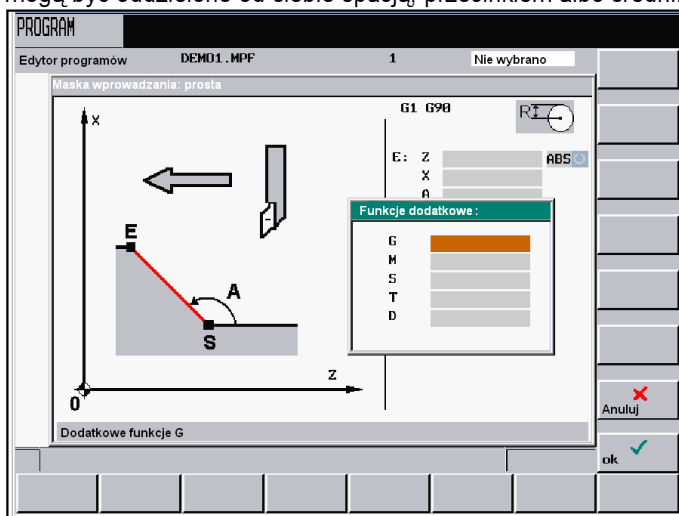 mogą być oddzielone od siebie spacją, przecinkiem albo średni
PROGRAM
Edytor programów DEMO1.MPF 1 Nie wybrano
Maska wprowadzania: prosta
G1 G90 R
X
E: Z ABS
X
A
Funkcje dodatkowe:
G
M
S
T
D
E
A
S
Z
0
Anuluj
Dodatkowe funkcje G
ok